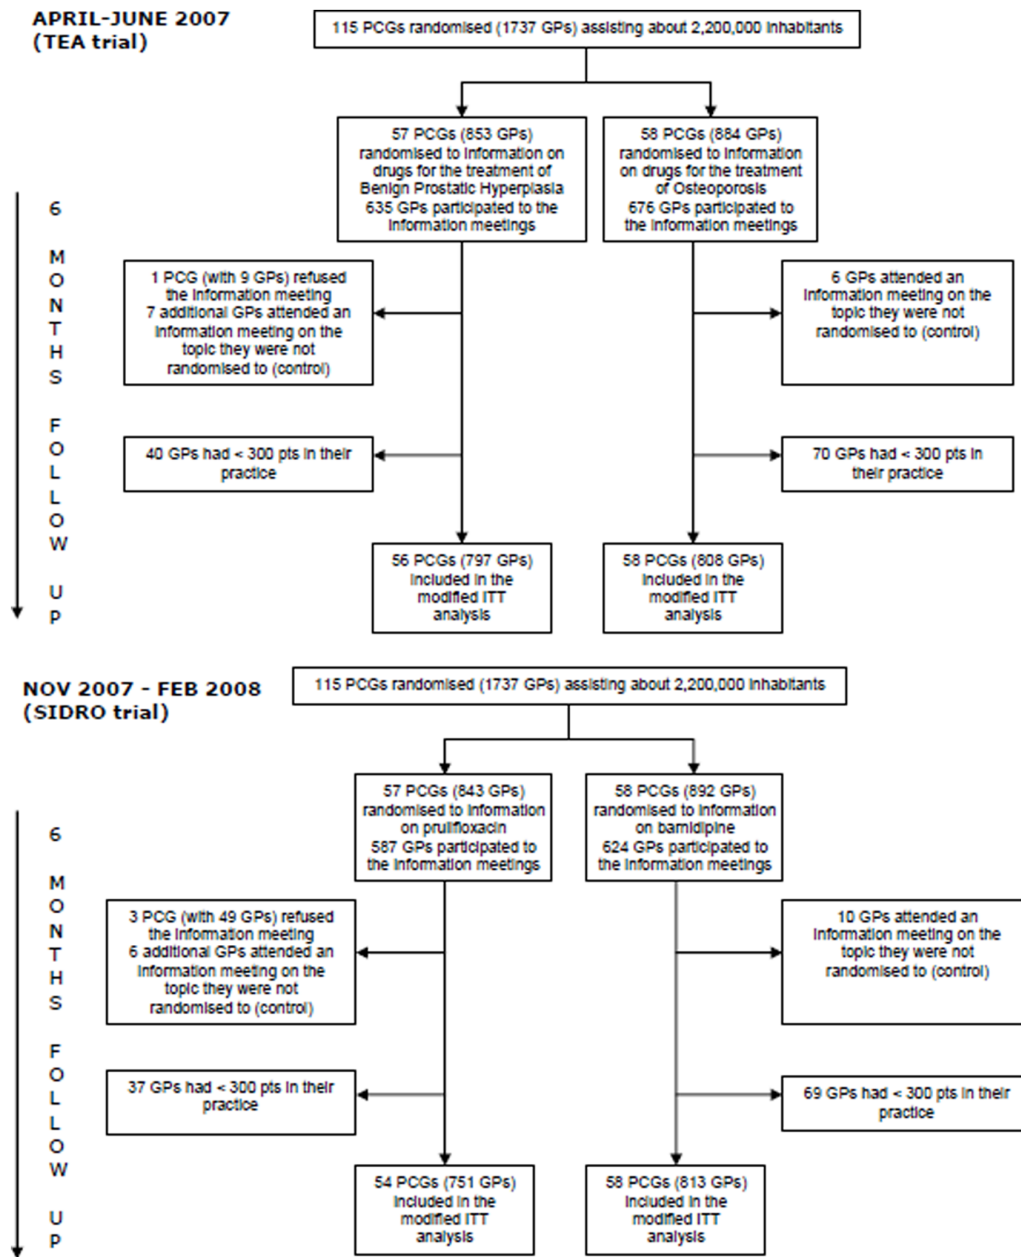 APRIL-JUNE 2007
(TEA trial)
115 PCGs randomised (1737 GPs) assisting about 2,200,000 inhabitants
57 PCGs (853 GPs)
randomised to information on
drugs for the treatment of
Benign Prostatic Hyperplasia
635 GPs participated to the
information meetings
58 PCGs (884 GPs)
randomised to information
on drugs for the treatment
of Osteoporosis
676 GPs participated to
the information meetings
6 MONTHS FOLLOW UP
1 PCG (with 9 GPs) refused
the information meeting
7 additional GPs attended an
information meeting on the
topic they were not
randomised to (control)
6 GPs attended an
information meeting on the
topic they were not
randomised to (control)
40 GPs had < 300 pts in their
practice
70 GPs had < 300 pts in
their practice
56 PCGs (797 GPs)
included in the
modified ITT
analysis
58 PCGs (808 GPs)
included in the
modified ITT
analysis
NOV 2007 - FEB 2008
(SIDRO trial)
115 PCGs randomised (1737 GPs) assisting about 2,200,000 inhabitants
57 PCGs (843 GPs)
randomised to information
on prulifloxacin
587 GPs participated to
the information meetings
58 PCGs (892 GPs)
randomised to information
on barnidipine
624 GPs participated to
the information meetings
6 MONTHS FOLLOW UP
3 PCG (with 49 GPs) refused
the information meeting
6 additional GPs attended an
information meeting on the
topic they were not
randomised to (control)
10 GPs attended an
information meeting on the
topic they were not
randomised to (control)
37 GPs had < 300 pts in their
practice
69 GPs had < 300 pts in their
practice
54 PCGs (751 GPs)
included in the
modified ITT
analysis
58 PCGs (813 GPs)
included in the
modified ITT
analysis